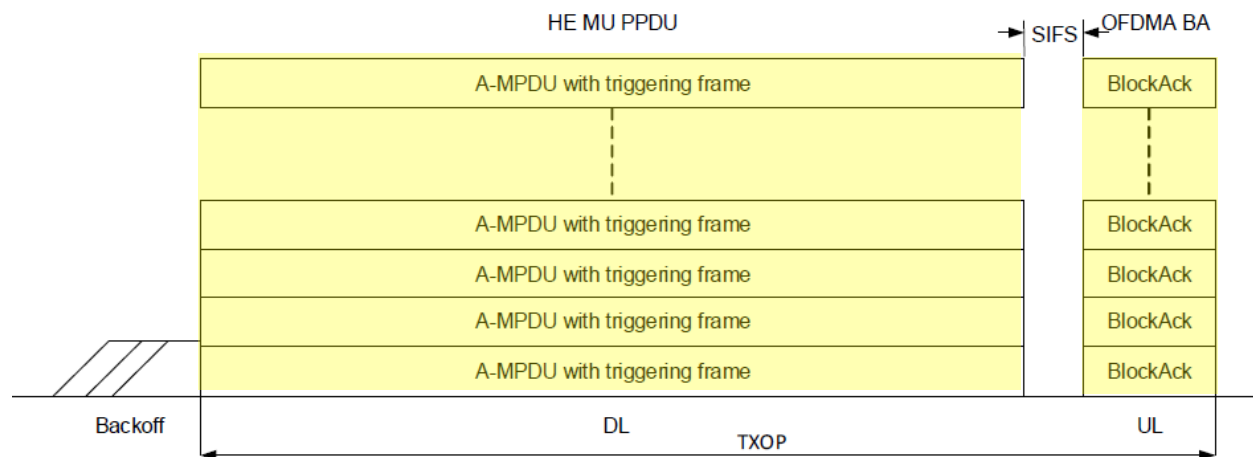 HE MU PPDU
SIFS
OFDMA BA
A-MPDU with triggering frame
BlockAck
A-MPDU with triggering frame
BlockAck
A-MPDU with triggering frame
BlockAck
A-MPDU with triggering frame
BlockAck
A-MPDU with triggering frame
BlockAck
Backoff
DL
UL
TXOP